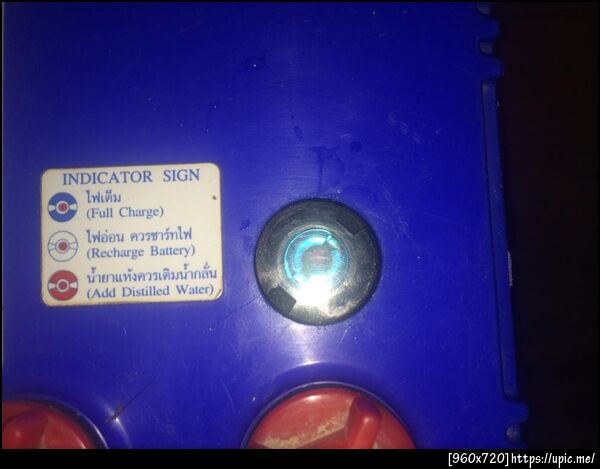 INDICATOR SIGN
ไฟเต็ม
(Full Charge)
ไฟอ่อน ควรชาร์ทไฟ
(Recharge Battery)
น้ำยาแห้งควรเติมน้ำกลั่น
(Add Distilled Water)
[960x720]https://upic.me/